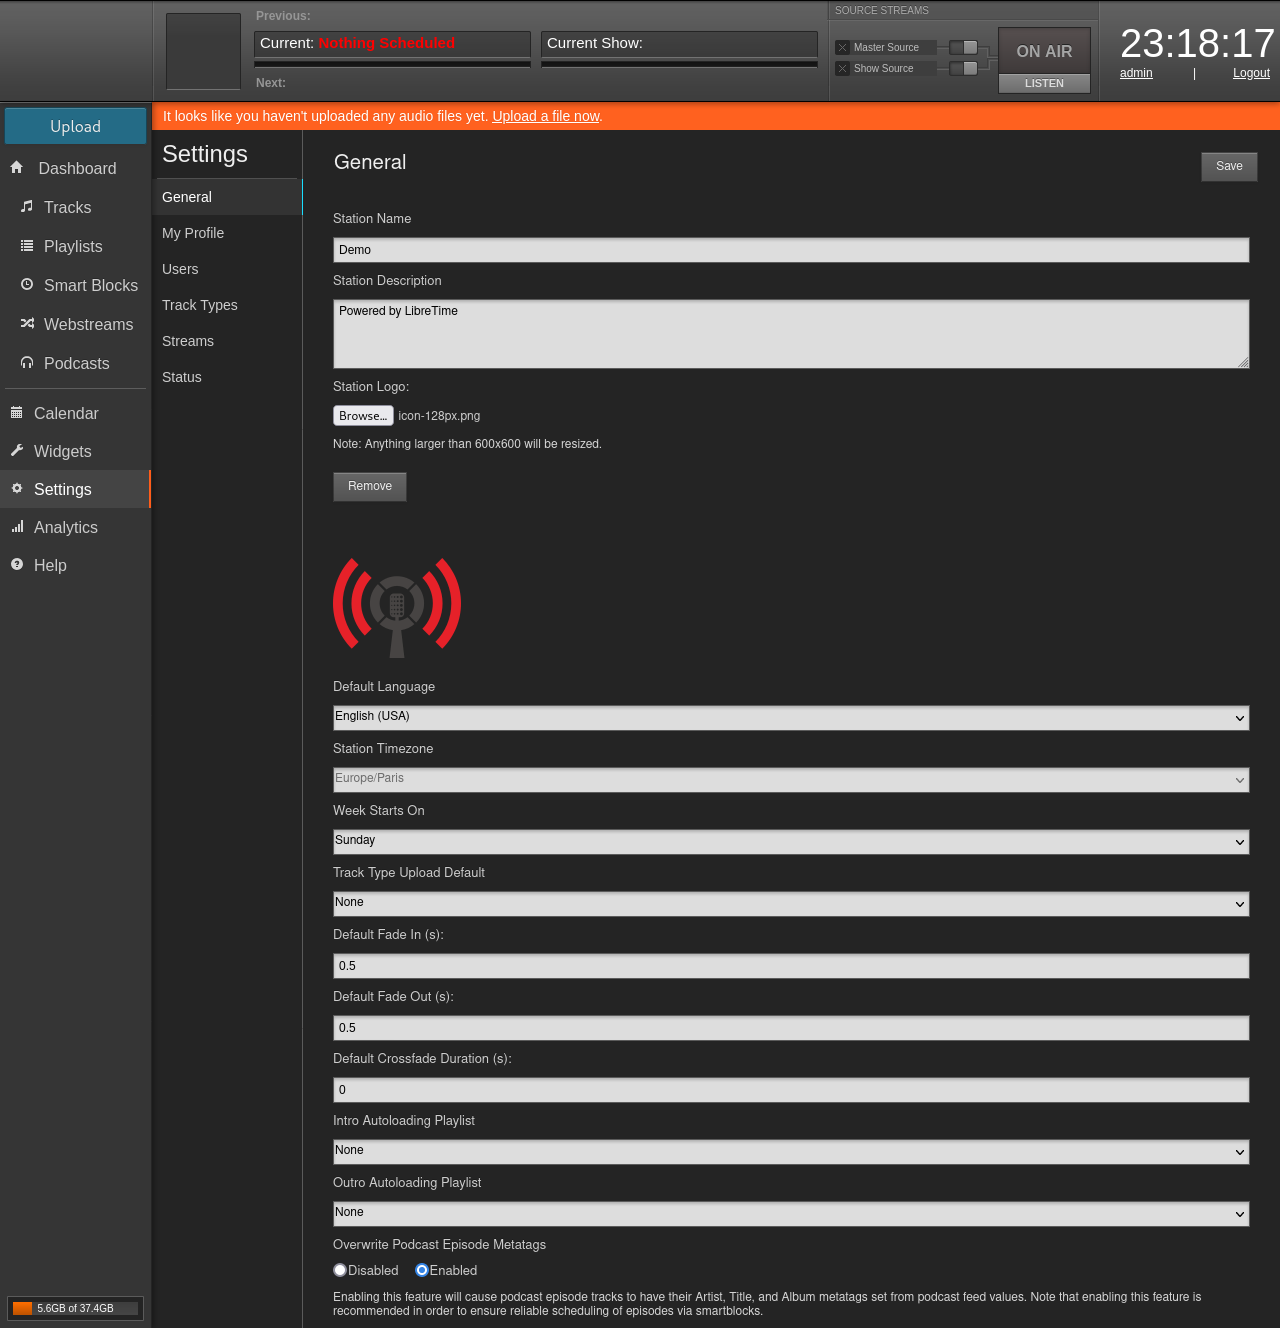 Previous:
Current: Nothing Scheduled
Next:
Current Show:
SOURCE STREAMS
Master Source
Show Source
ON AIR
LISTEN
23:18:17
admin | Logout
Upload
Dashboard
Tracks
Playlists
Smart Blocks
Webstreams
Podcasts
Calendar
Widgets
Settings
Analytics
Help
5.6GB of 37.4GB
It looks like you haven't uploaded any audio files yet. Upload a file now.
Settings
General
My Profile
Users
Track Types
Streams
Status
General
Save
Station Name
Demo
Station Description
Powered by LibreTime
Station Logo:
Browse... icon-128px.png
Note: Anything larger than 600x600 will be resized.
Remove
Default Language
English (USA)
Station Timezone
Europe/Paris
Week Starts On
Sunday
Track Type Upload Default
None
Default Fade In (s):
0.5
Default Fade Out (s):
0.5
Default Crossfade Duration (s):
0
Intro Autoloading Playlist
None
Outro Autoloading Playlist
None
Overwrite Podcast Episode Metatags
Disabled Enabled
Enabling this feature will cause podcast episode tracks to have their Artist, Title, and Album metatags set from podcast feed values. Note that enabling this feature is
recommended in order to ensure reliable scheduling of episodes via smartblocks.